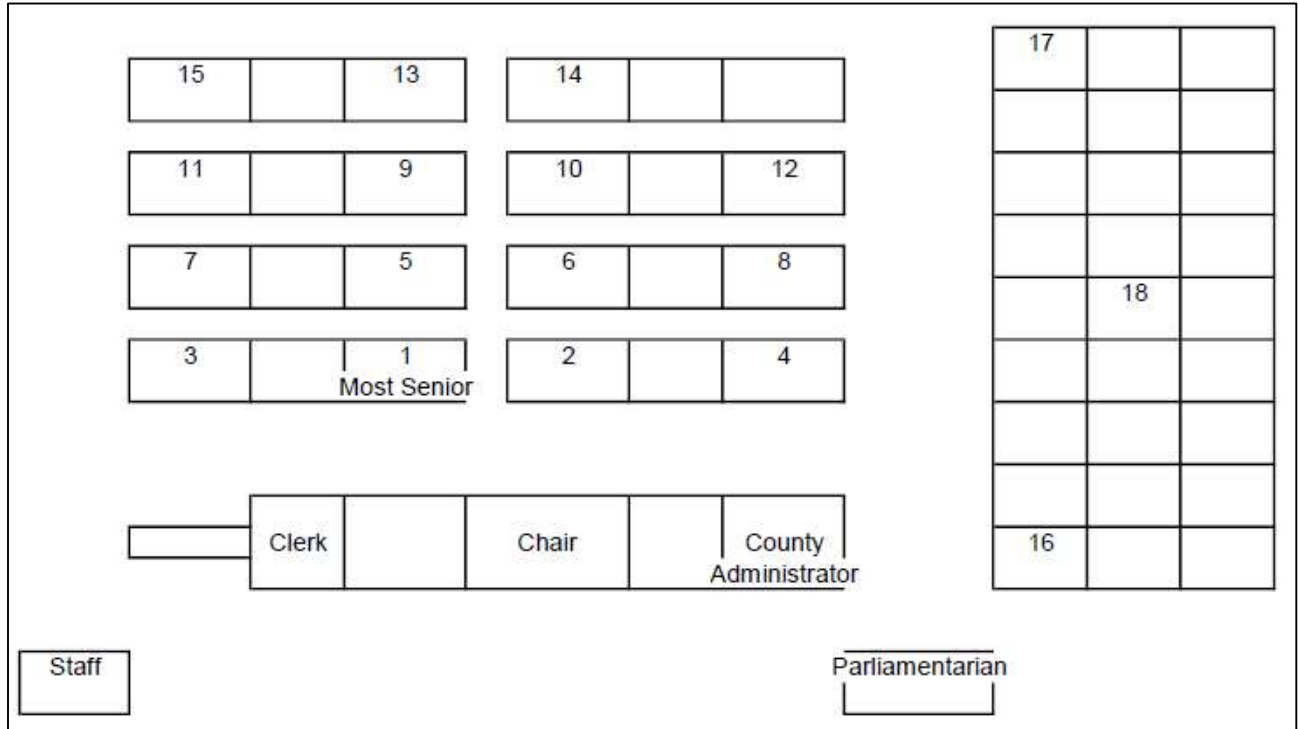 17
15 13 14
11 9 10 12
7 5 6 8
18
3 1 2 4
Most Senior
Clerk Chair County
Administrator
16
Staff Parliamentarian